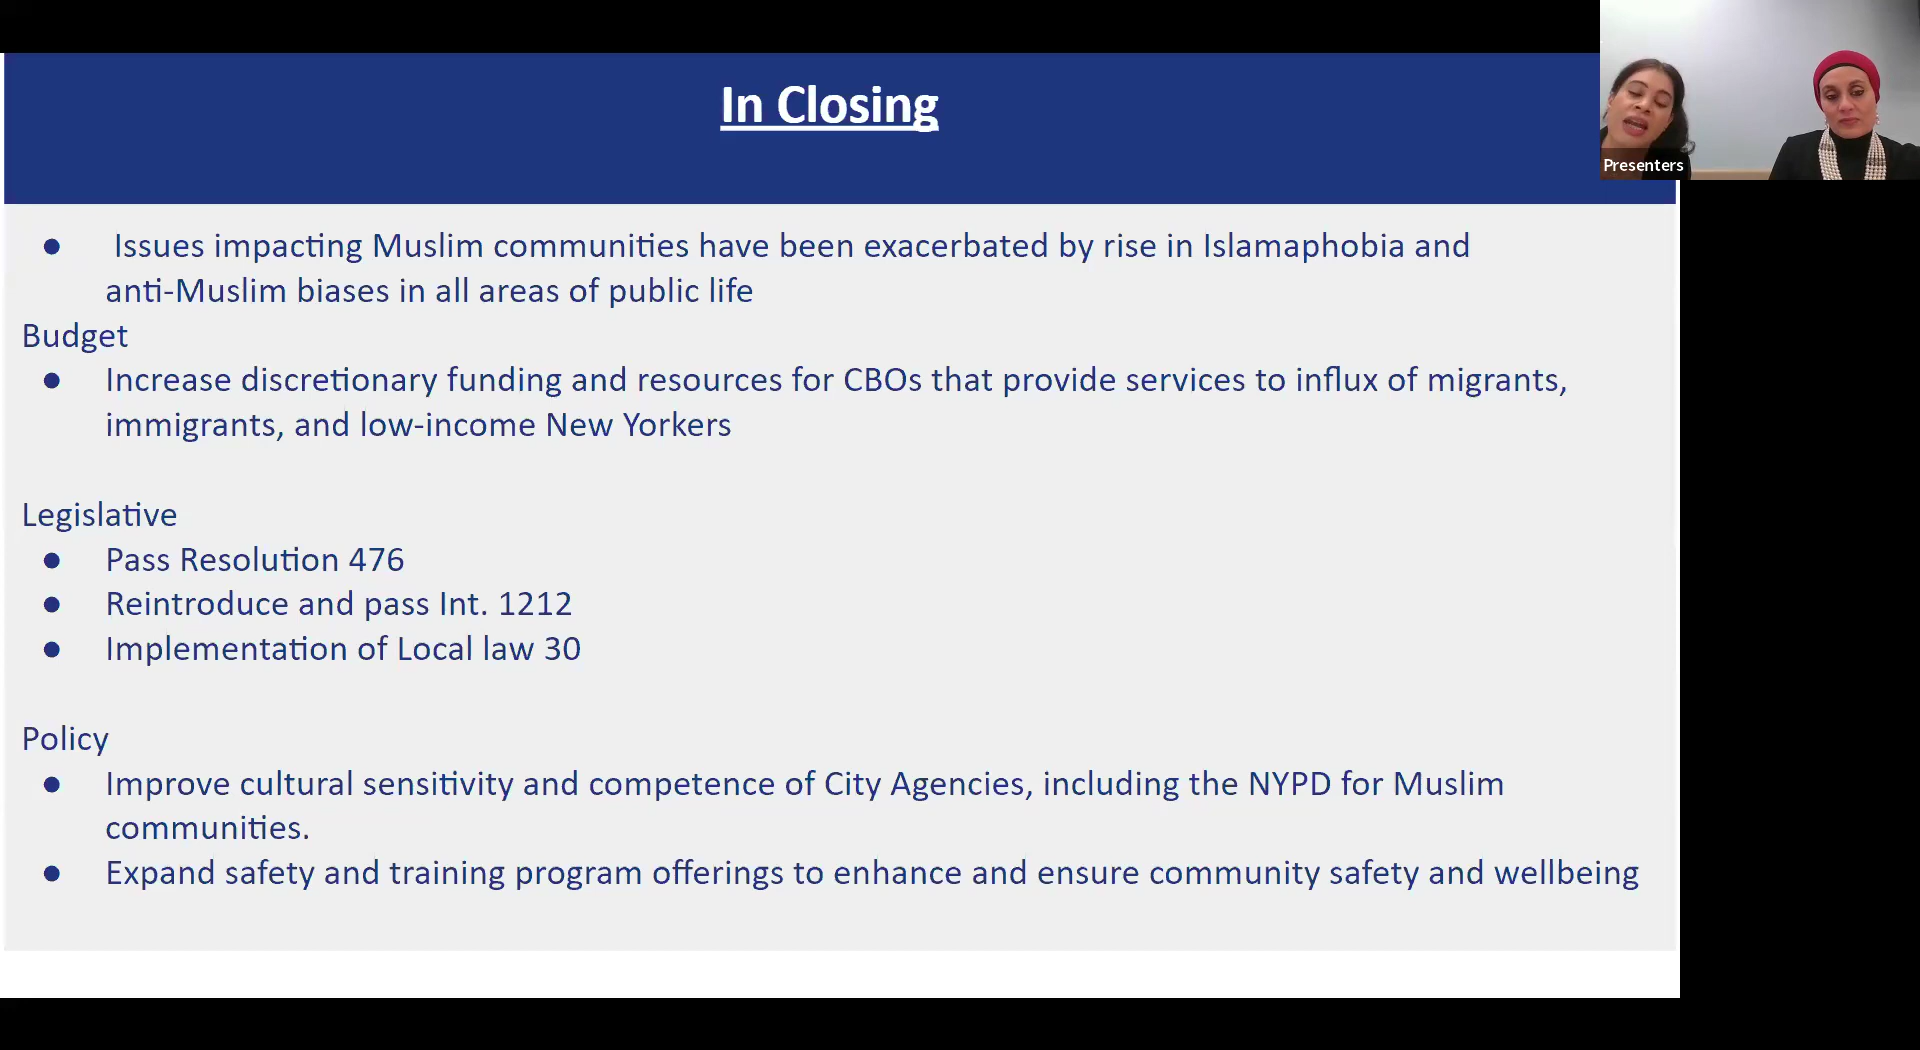 In Closing
Presenters
● Issues impacting Muslim communities have been exacerbated by rise in Islamaphobia and
anti-Muslim biases in all areas of public life
Budget
● Increase discretionary funding and resources for CBOs that provide services to influx of migrants,
immigrants, and low-income New Yorkers
Legislative
● Pass Resolution 476
● Reintroduce and pass Int. 1212
● Implementation of Local law 30
Policy
● Improve cultural sensitivity and competence of City Agencies, including the NYPD for Muslim
communities.
● Expand safety and training program offerings to enhance and ensure community safety and wellbeing